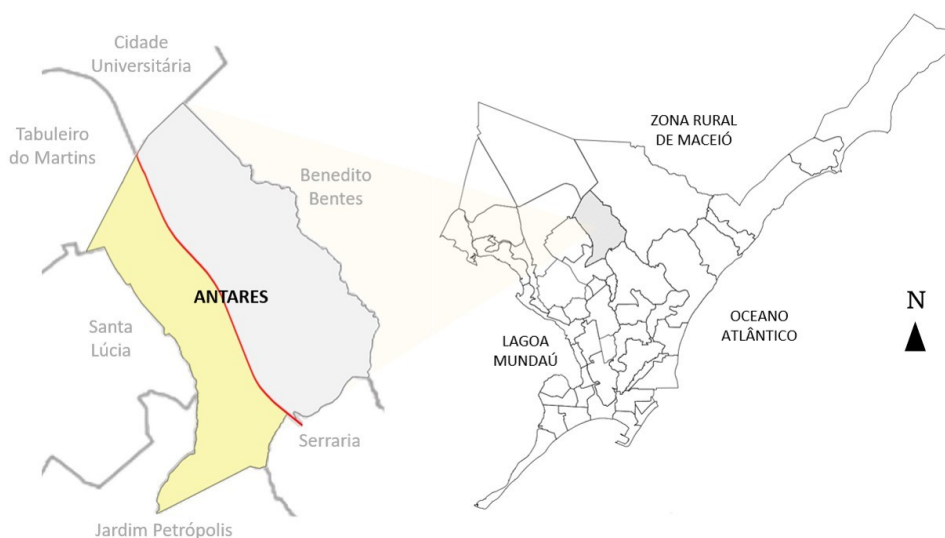 Cidade
Universitária
Tabuleiro
do Martins
Benedito
Bentes
ANTARES
Santa
Lúcia
Serraria
Jardim Petrópolis
ZONA RURAL
DE MACEIÓ
LAGOA
MUNDAÚ
OCEANO
ATLÂNTICO
N